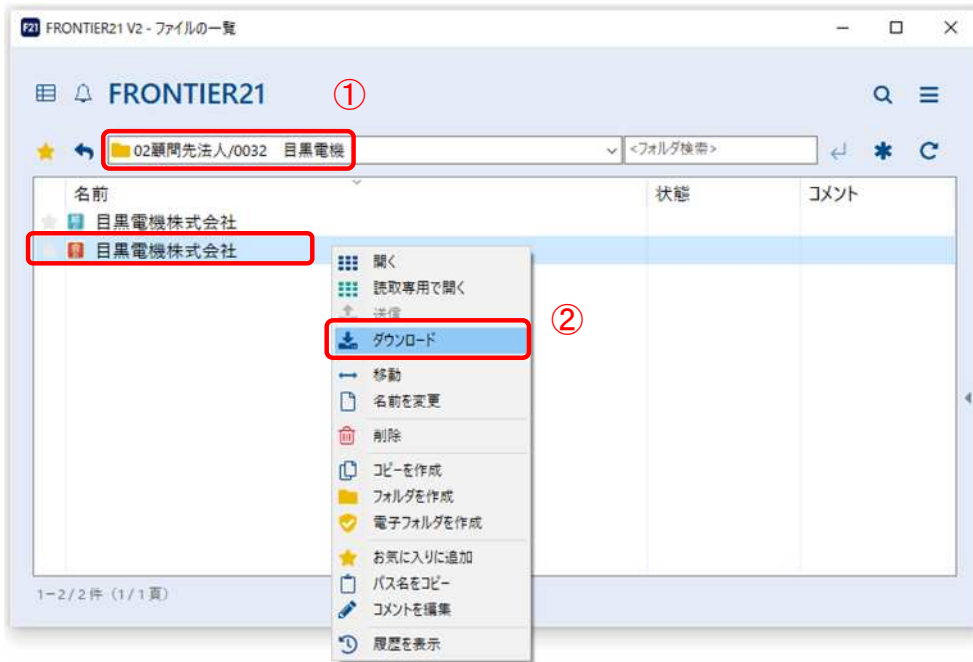 F21 FRONTIER21 V2 - ファイルの一覧
FRONTIER21
①
02顧問先法人/0032 目黒電機
<フォルダ検索>
名前 状態 コメント
目黒電機株式会社
目黒電機株式会社
開く
読取専用で開く
送信
②
ダウンロード
移動
名前を変更
削除
コピーを作成
フォルダを作成
電子フォルダを作成
お気に入りに追加
パス名をコピー
コメントを編集
履歴を表示
1-2/2件 (1/1頁)